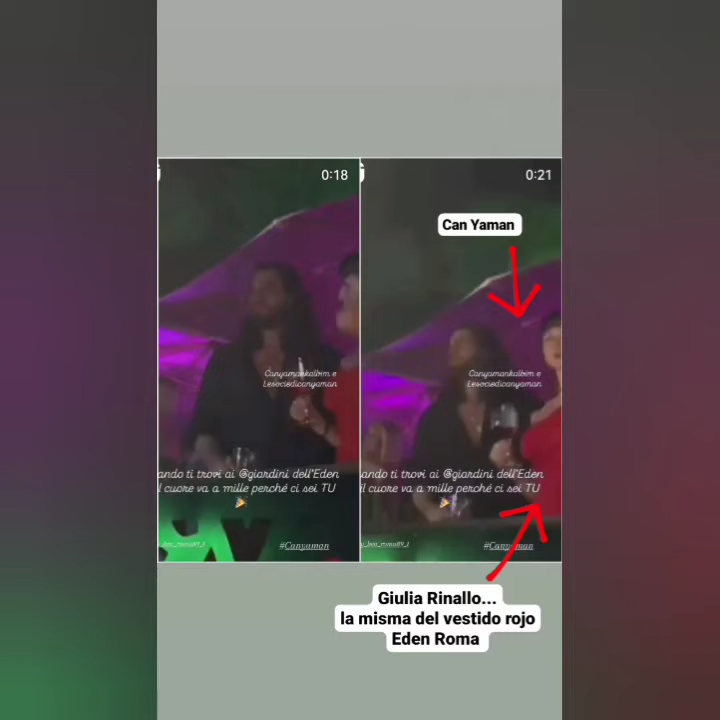 0:18
0:21
Can Yaman
Canyamankalbim e
Lesociedicanyaman
Canyamankalbim e
Lesociedicanyaman
ando ti trovi ai @giardini dell'Eden
l cuore va a mille perché ci sei TU
ando ti trovi ai @giardini dell'Eden
l cuore va a mille perché ci sei TU
#Canyaman
#Canyaman
Giulia Rinallo...
la misma del vestido rojo
Eden Roma